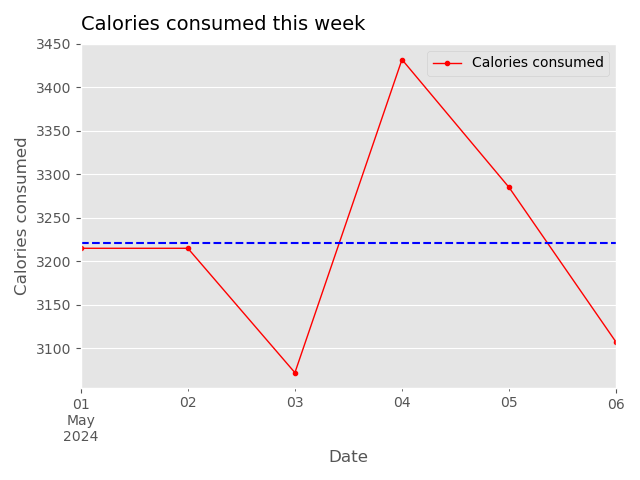 Calories consumed this week
Calories consumed
3450
3400
3350
3300
3250
3200
3150
3100
Calories consumed
01 02 03 04 05 06
May
2024
Date